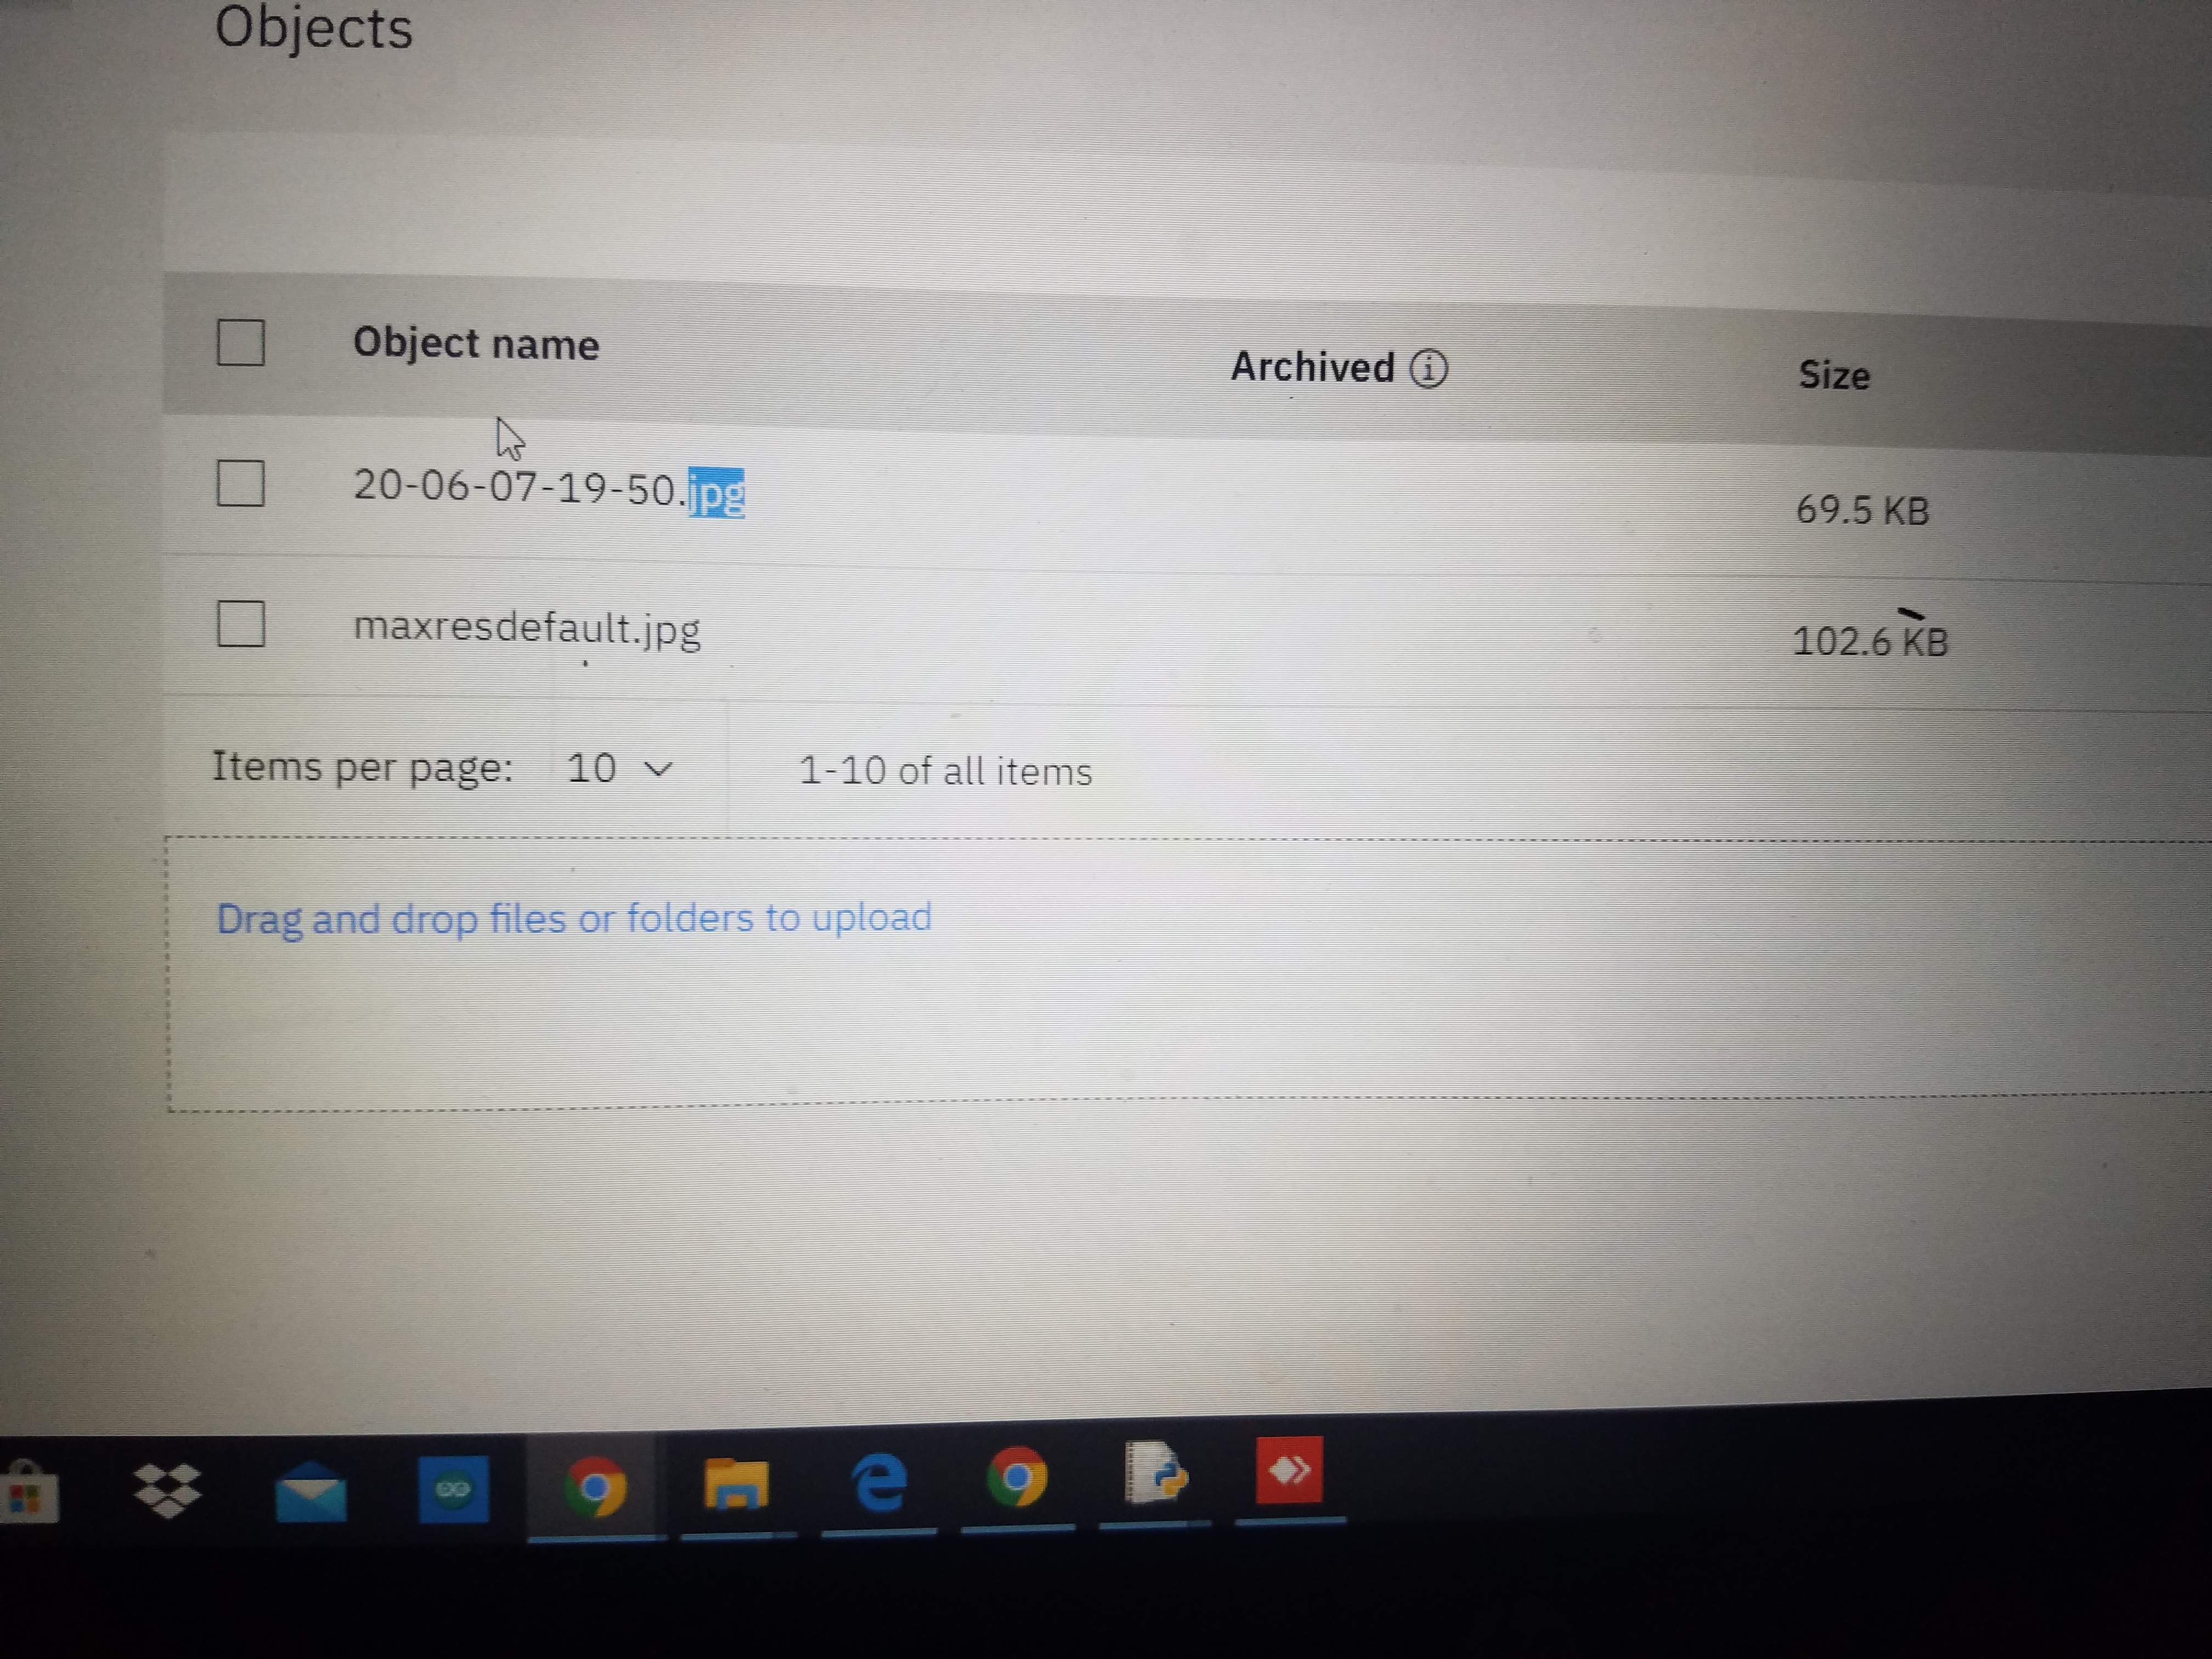 Objects
Object name Archived Size
20-06-07-19-50.jpg 69.5 KB
maxresdefault.jpg 102.6 KB
Items per page: 10 1-10 of all items
Drag and drop files or folders to upload